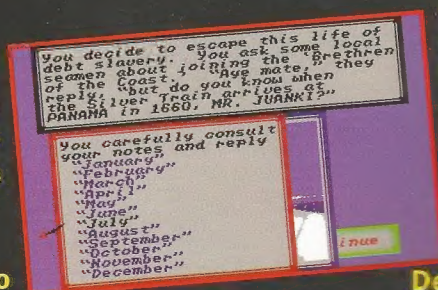 You decide to escape this life of
debt slavery. You ask some local
seamen about joining the "Brethren
of the Coast." "Aye mate," they
reply, "but do you know when
the Silver Train arrives at
PANAMA in 1660, MR. JVANKI?"
You carefully consult
your notes and reply
"January"
"February"
"March"
"April"
"May"
"June"
"July"
"August"
"September"
"October"
"November"
"December"
inue
o
De